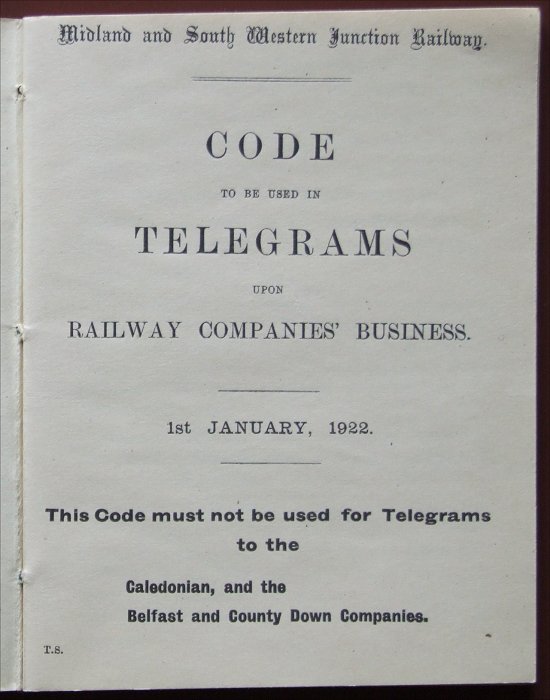 Midland and South Western Junction Railway.
CODE
TO BE USED IN
TELEGRAMS
UPON
RAILWAY COMPANIES' BUSINESS.
1st JANUARY, 1922.
This Code must not be used for Telegrams
to the
Caledonian, and the
Belfast and County Down Companies.
T.S.